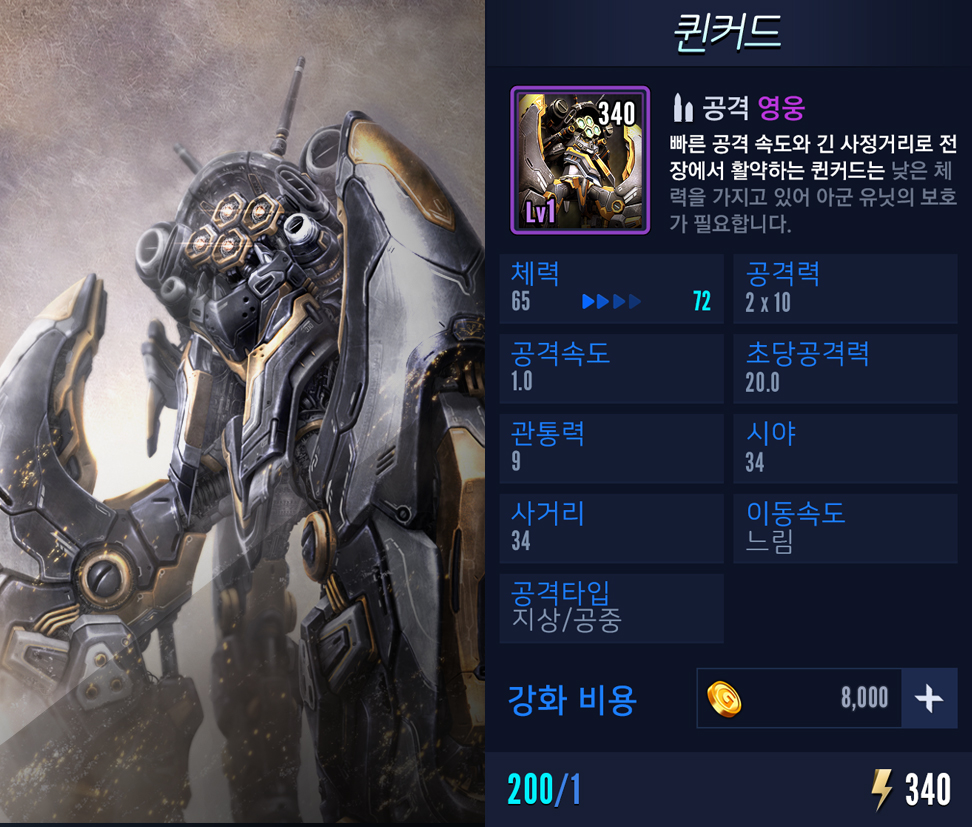 퀸커드
340
Lv1
공격 영웅
빠른 공격 속도와 긴 사정거리로 전
장에서 활약하는 퀸커드는 낮은 체
력을 가지고 있어 아군 유닛의 보호
가 필요합니다.
체력
65 72
공격력
2 x 10
공격속도
1.0
초당공격력
20.0
관통력
9
시야
34
사거리
34
이동속도
느림
공격타입
지상/공중
강화 비용
8,000
200/1
340